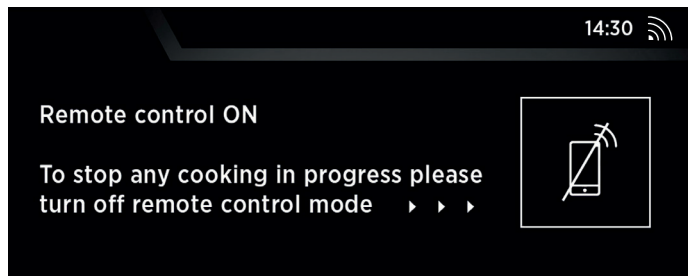 14:30
Remote control ON
To stop any cooking in progress please
turn off remote control mode